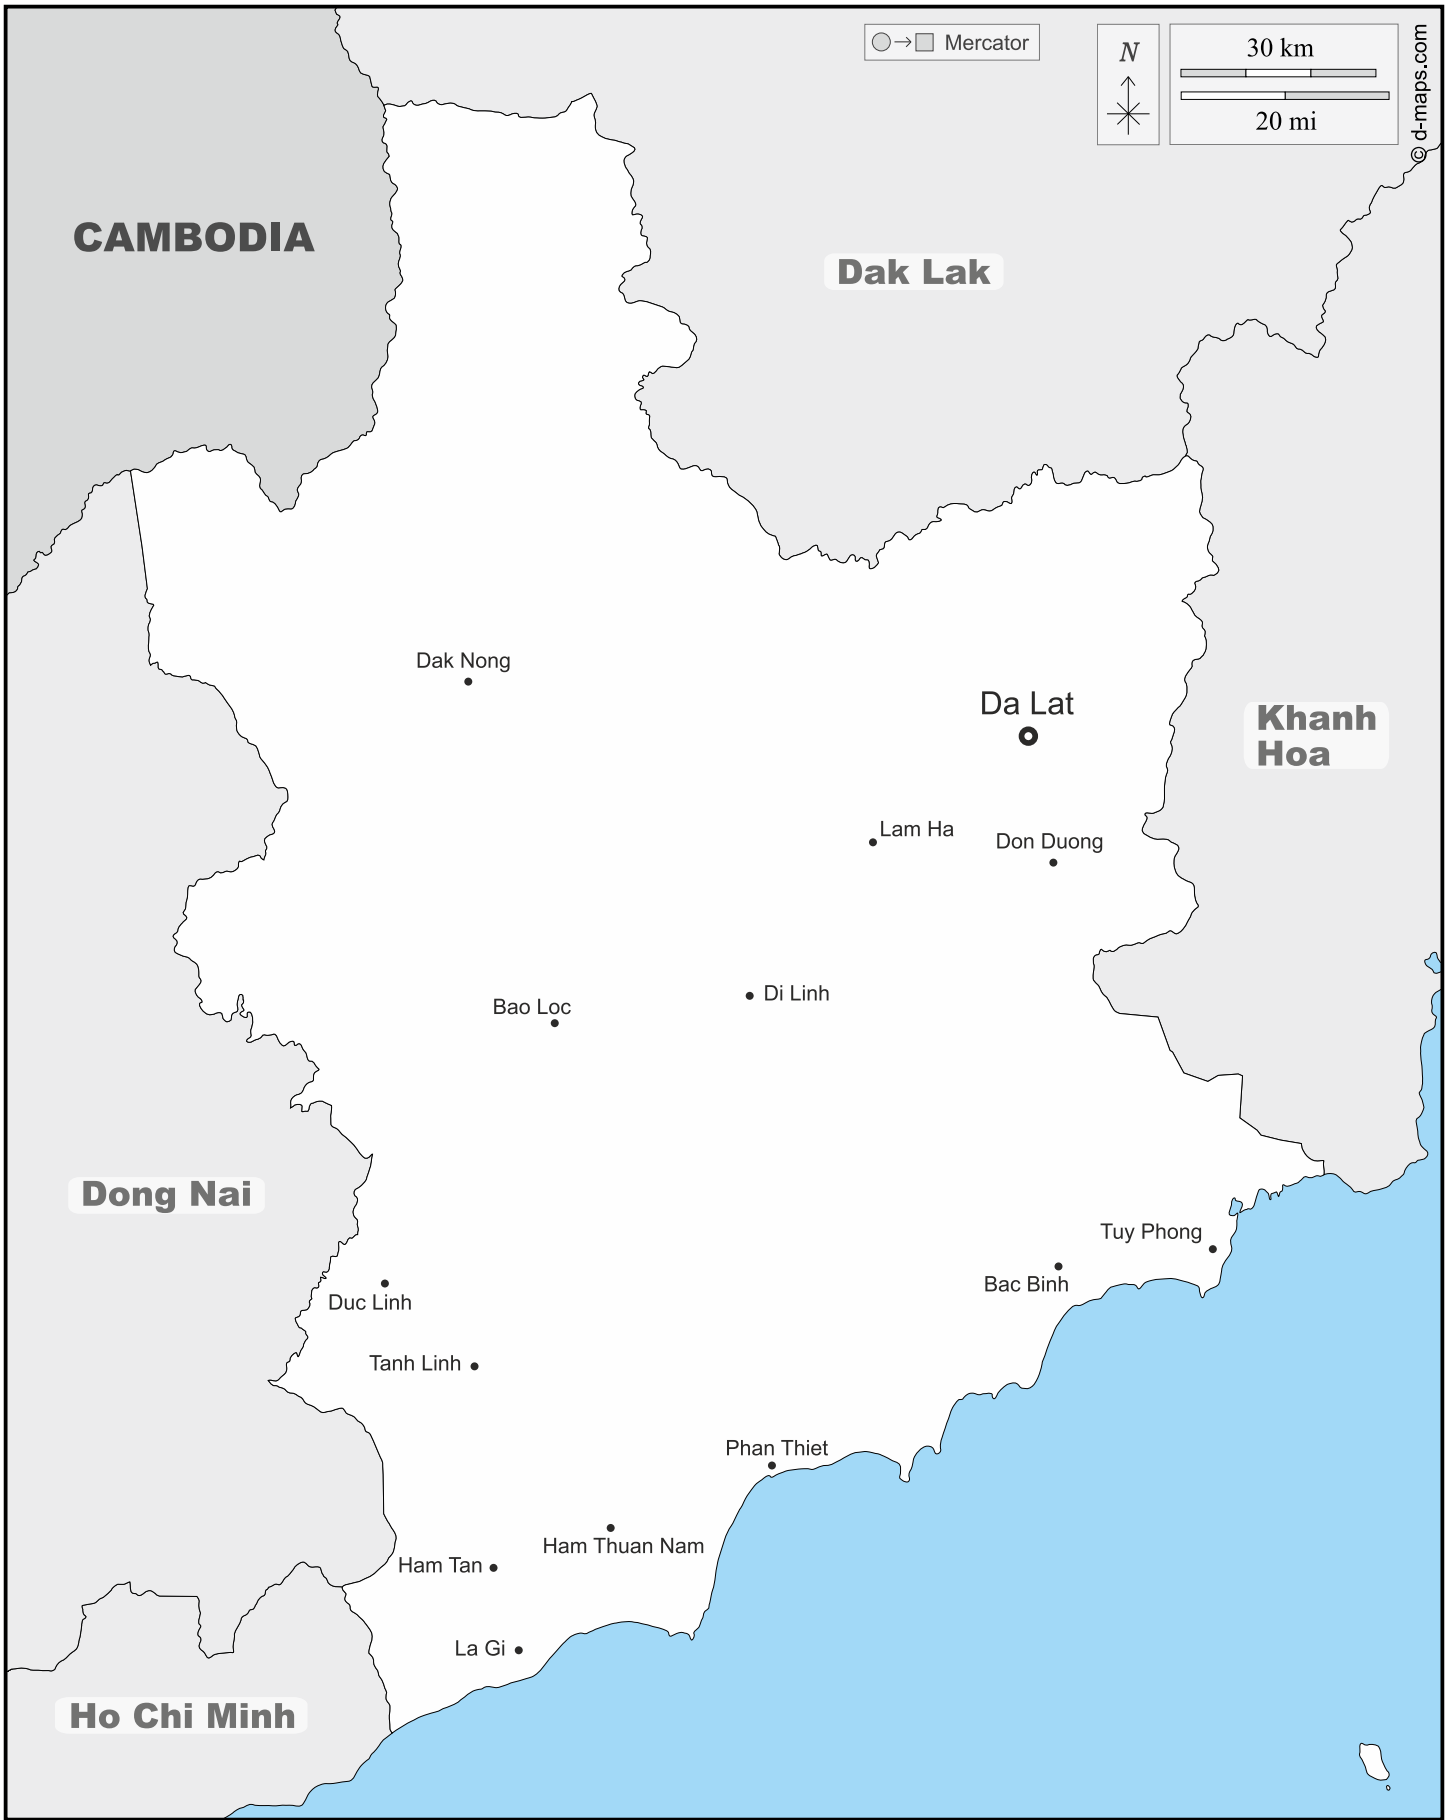 Mercator
N
30 km
20 mi
© d-maps.com
CAMBODIA
Dak Lak
Dak Nong
Da Lat
Khanh
Hoa
Lam Ha
Don Duong
Di Linh
Bao Loc
Dong Nai
Tuy Phong
Bac Binh
Duc Linh
Tanh Linh
Phan Thiet
Ham Thuan Nam
Ham Tan
La Gi
Ho Chi Minh